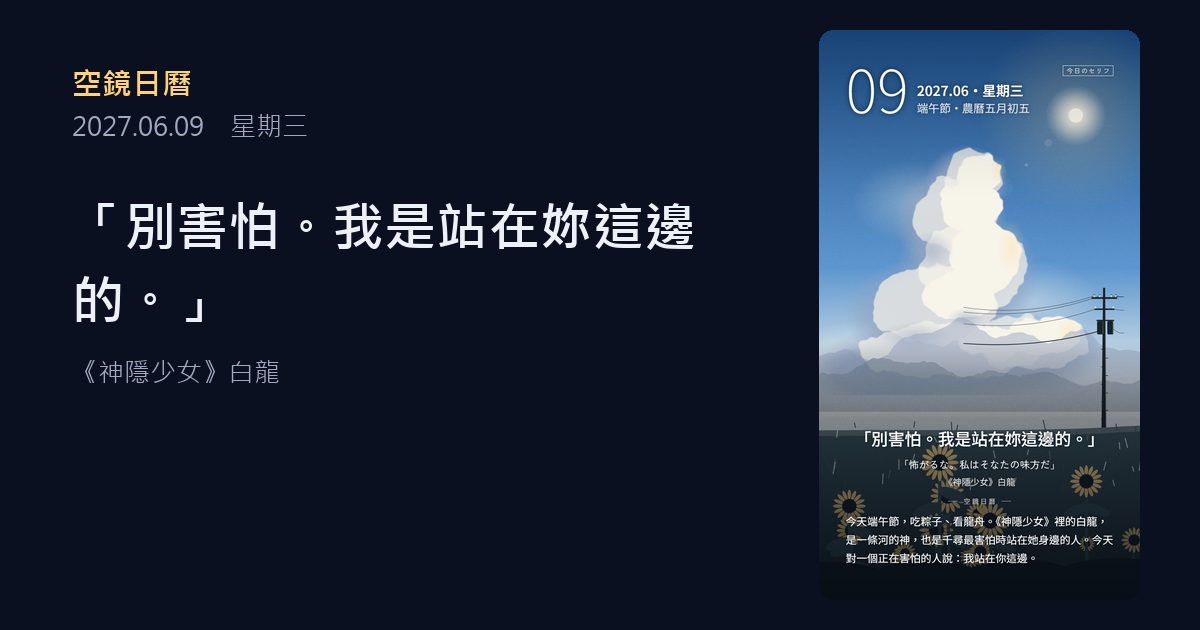 空鏡日曆
2027.06.09 星期三
「別害怕。我是站在妳這邊
的。」
《神隱少女》白龍
今日のセリフ
09
2027.06・星期三
端午節・農曆五月初五
「別害怕。我是站在妳這邊的。」
「怖がるな。私はそなたの味方だ」
《神隱少女》白龍
— 空鏡日曆 —
今天端午節，吃粽子、看龍舟。《神隱少女》裡的白龍，
是一條河的神，也是千尋最害怕時站在她身邊的人。今天
對一個正在害怕的人說：我站在你這邊。